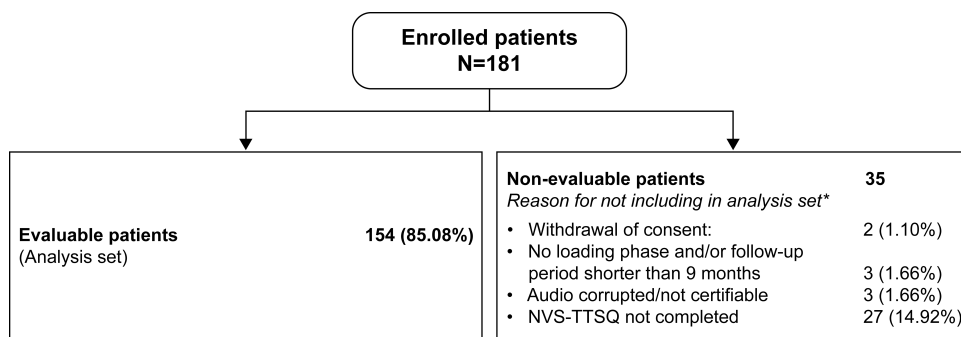 Enrolled patients
N=181
Evaluable patients 154 (85.08%)
(Analysis set)
Non-evaluable patients 35
Reason for not including in analysis set*
• Withdrawal of consent: 2 (1.10%)
• No loading phase and/or follow-up
period shorter than 9 months 3 (1.66%)
• Audio corrupted/not certifiable 3 (1.66%)
• NVS-TTSQ not completed 27 (14.92%)